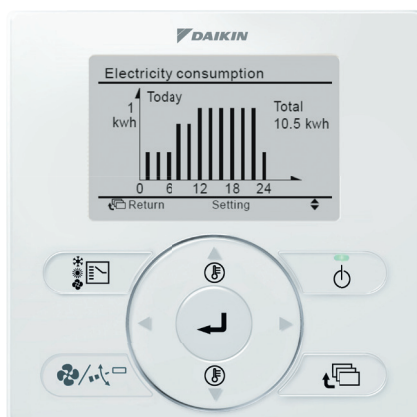 DAIKIN
Electricity consumption
1 Today Total
kwh 10.5 kwh
0 6 12 18 24
Return Setting